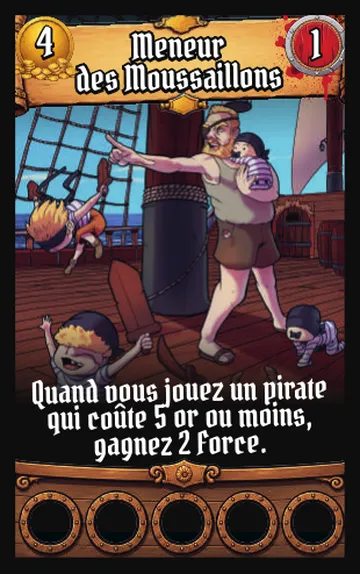 4
Meneur
des Moussaillons
1
Quand vous jouez un pirate
qui coûte 5 or ou moins,
gagnez 2 Force.